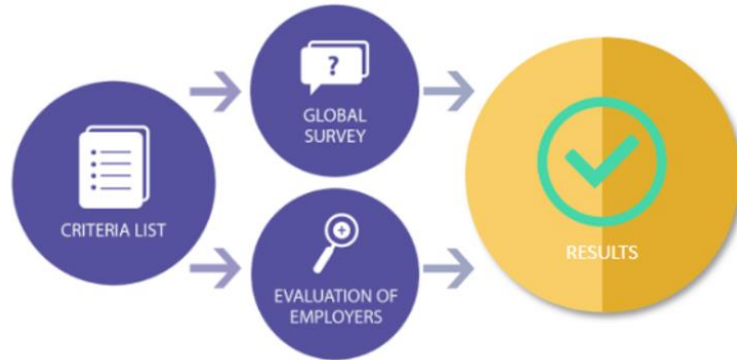 CRITERIA LIST
?
GLOBAL
SURVEY
EVALUATION OF
EMPLOYERS
RESULTS